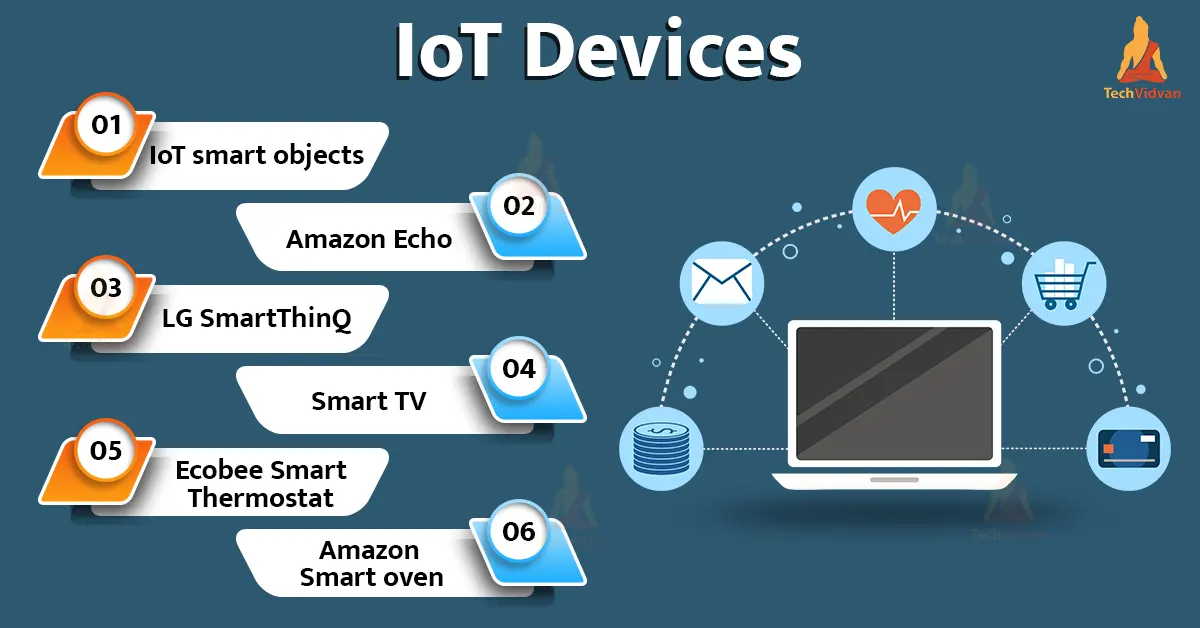 IoT Devices
TechVidvan
01
IoT smart objects
02
Amazon Echo
03
LG SmartThinQ
04
Smart TV
05
Ecobee Smart
Thermostat
06
Amazon
Smart oven